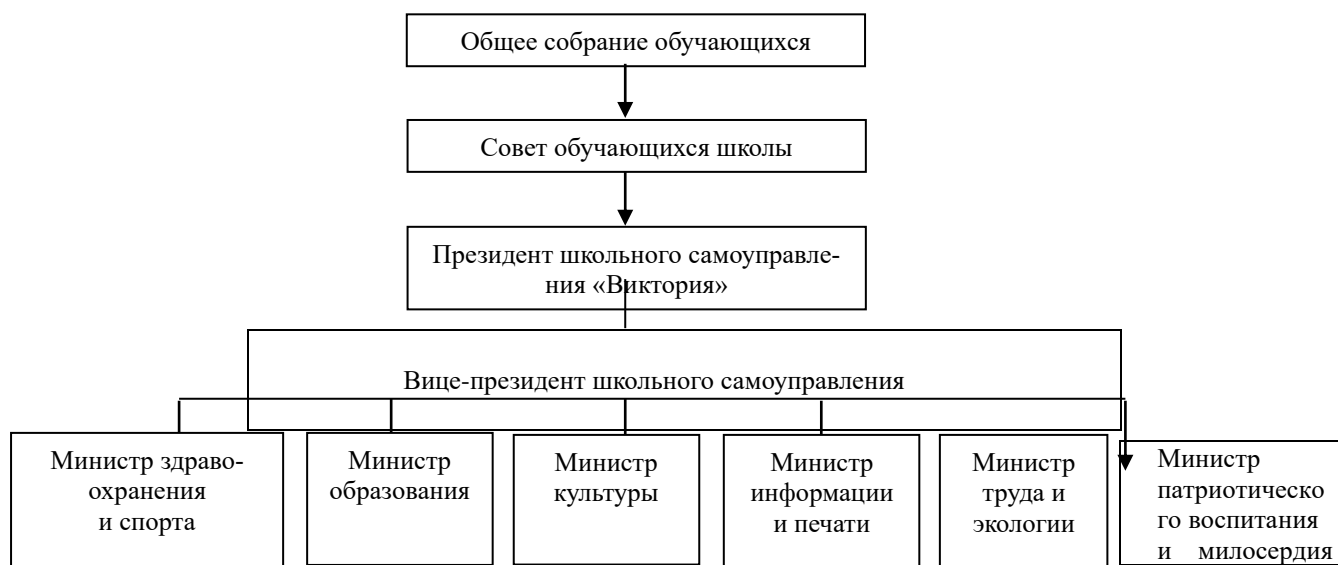 Общее собрание обучающихся
Совет обучающихся школы
Президент школьного самоуправле-
ния «Виктория»
Вице-президент школьного самоуправления
Министр здраво-
охранения
и спорта
Министр
образования
Министр
культуры
Министр
информации
и печати
Министр
труда и
экологии
Министр
патриотическо
го воспитания
и милосердия